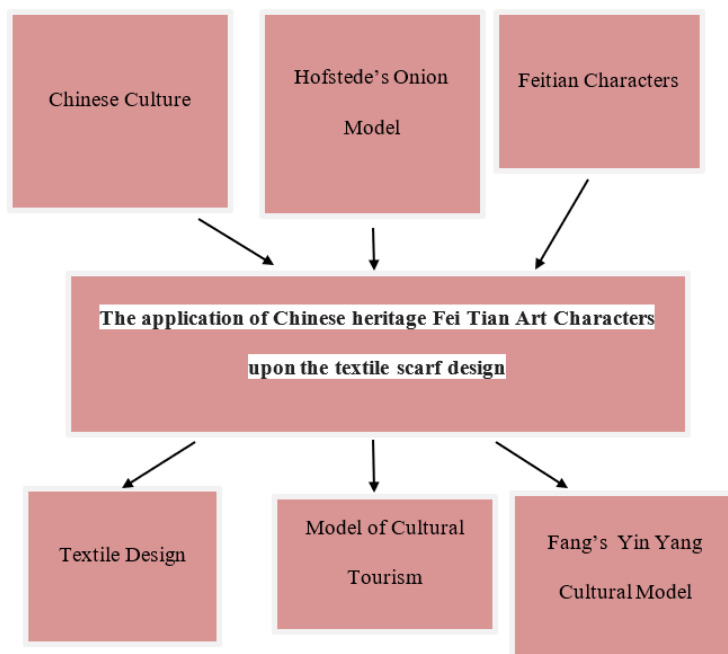 Chinese Culture
Hofstede's Onion
Model
Feitian Characters
The application of Chinese heritage Fei Tian Art Characters
upon the textile scarf design
Textile Design
Model of Cultural
Tourism
Fang's  Yin Yang
Cultural Model